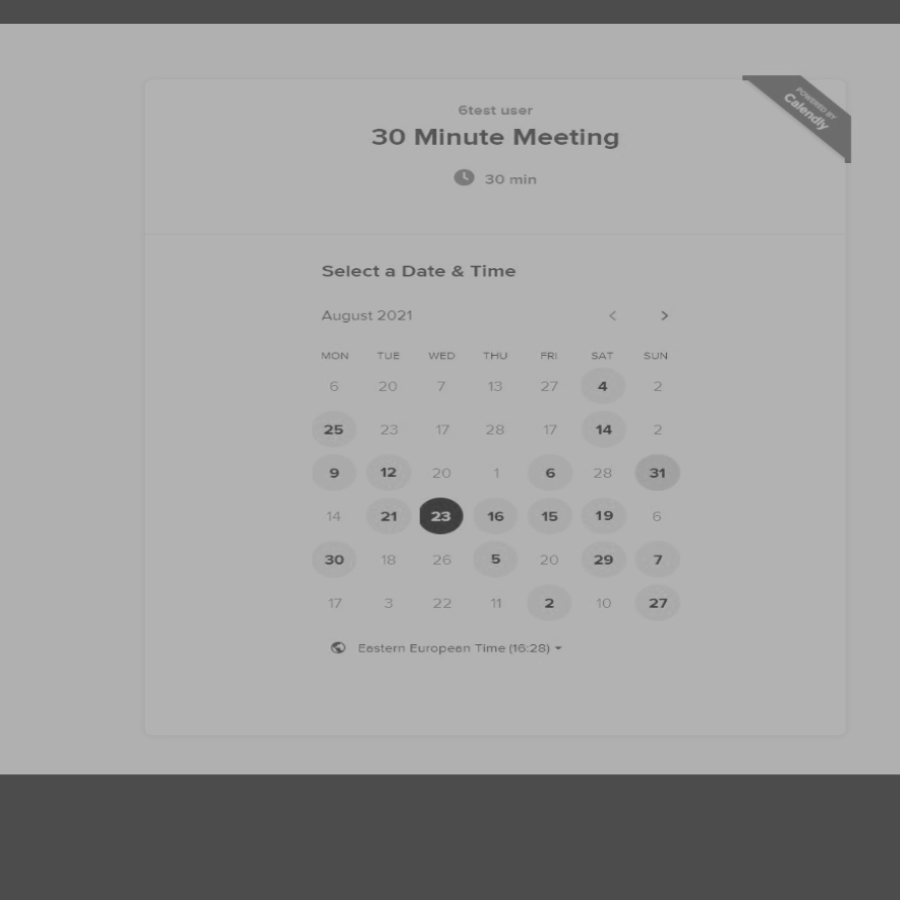 POWERED BY
Calendly
6test user
30 Minute Meeting
30 min
Select a Date & Time
August 2021
MON TUE WED THU FRI SAT SUN
6 20 7 13 27 4 2
25 23 17 28 17 14 2
9 12 20 1 6 28 31
14 21 23 16 15 19 6
30 18 26 5 20 29 7
17 3 22 11 2 10 27
Eastern European Time (16:28)